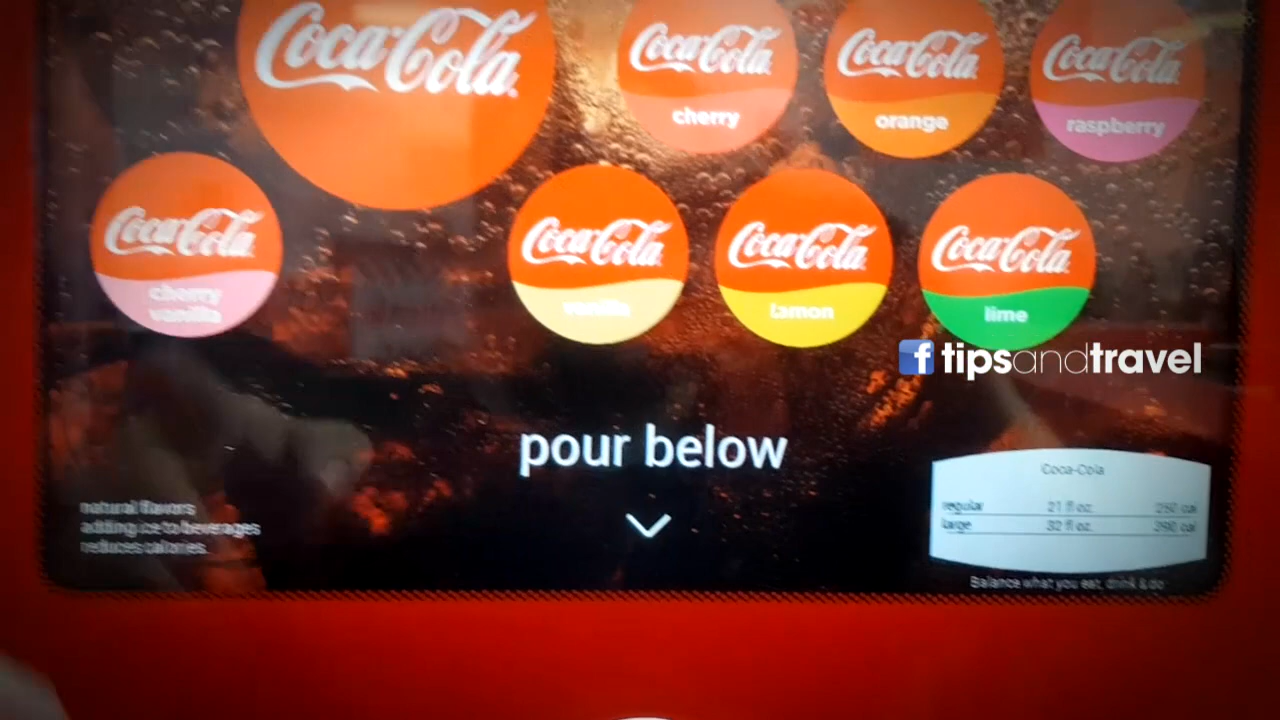 Coca-Cola
Coca-Cola
cherry
Coca-Cola
orange
Coca-Cola
raspberry
Coca-Cola
cherry
vanilla
Coca-Cola
vanilla
Coca-Cola
lemon
Coca-Cola
lime
tipsandtravel
pour below
natural flavors
adding ice to beverages
reduces calories.
Coca-Cola
regular 21 fl oz. cal
large 32 fl oz. cal
Balance what you eat, drink & do